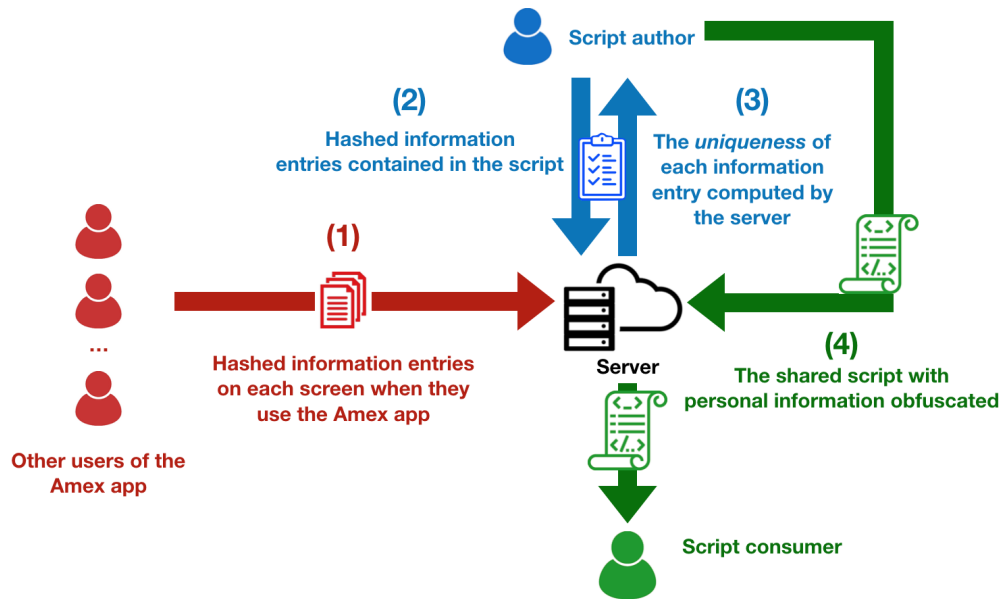 Script author
(2)
Hashed information
entries contained in the script
(3)
The uniqueness of
each information
entry computed by
the server
(1)
Hashed information entries
on each screen when they
use the Amex app
...
Other users of the
Amex app
Server
<_>
</..>
(4)
The shared script with
personal information obfuscated
<_>
</..>
Script consumer